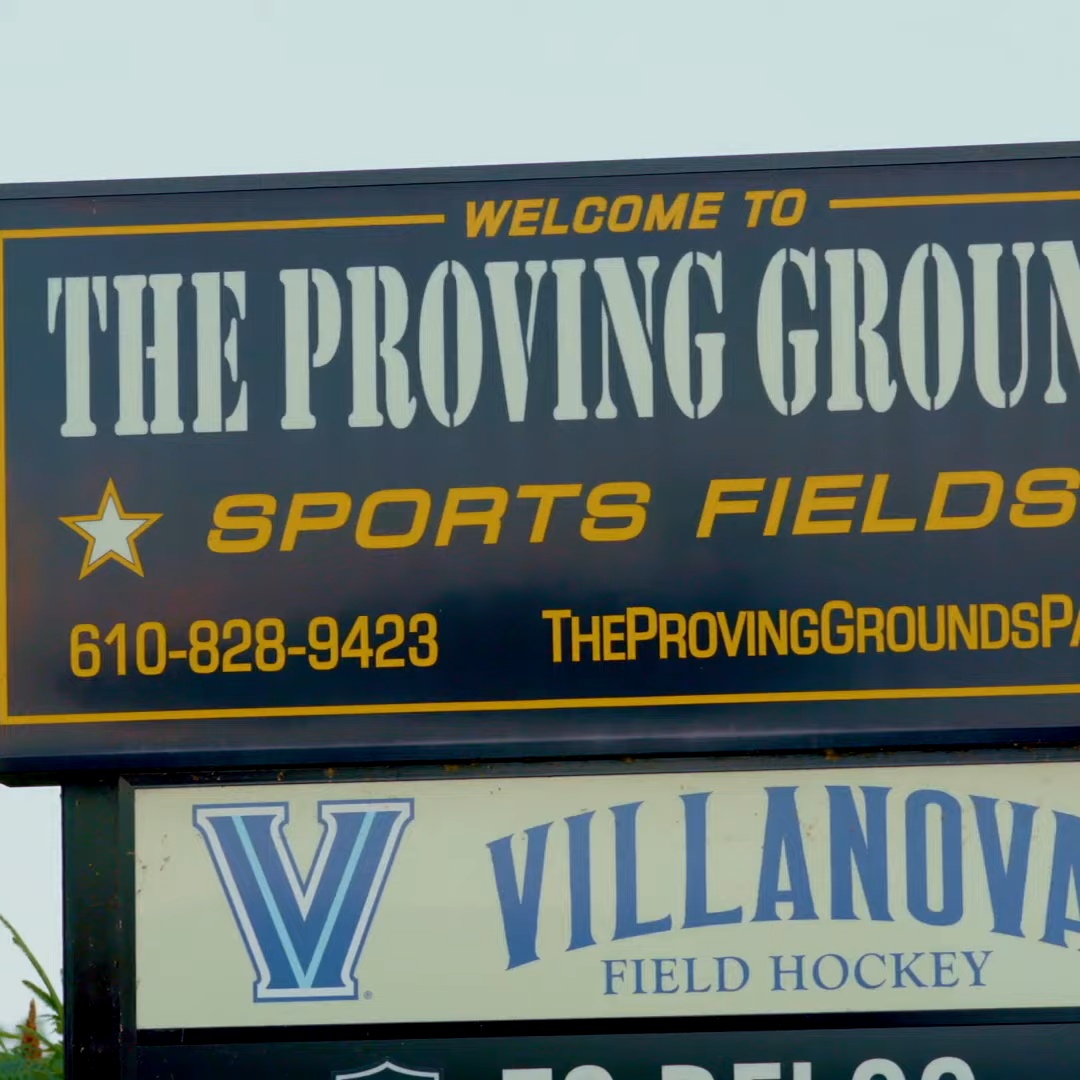 WELCOME TO
THE PROVING GROUN
SPORTS FIELDS
610-828-9423 THEPROVINGGROUNDSPA
V VILLANOVA
FIELD HOCKEY